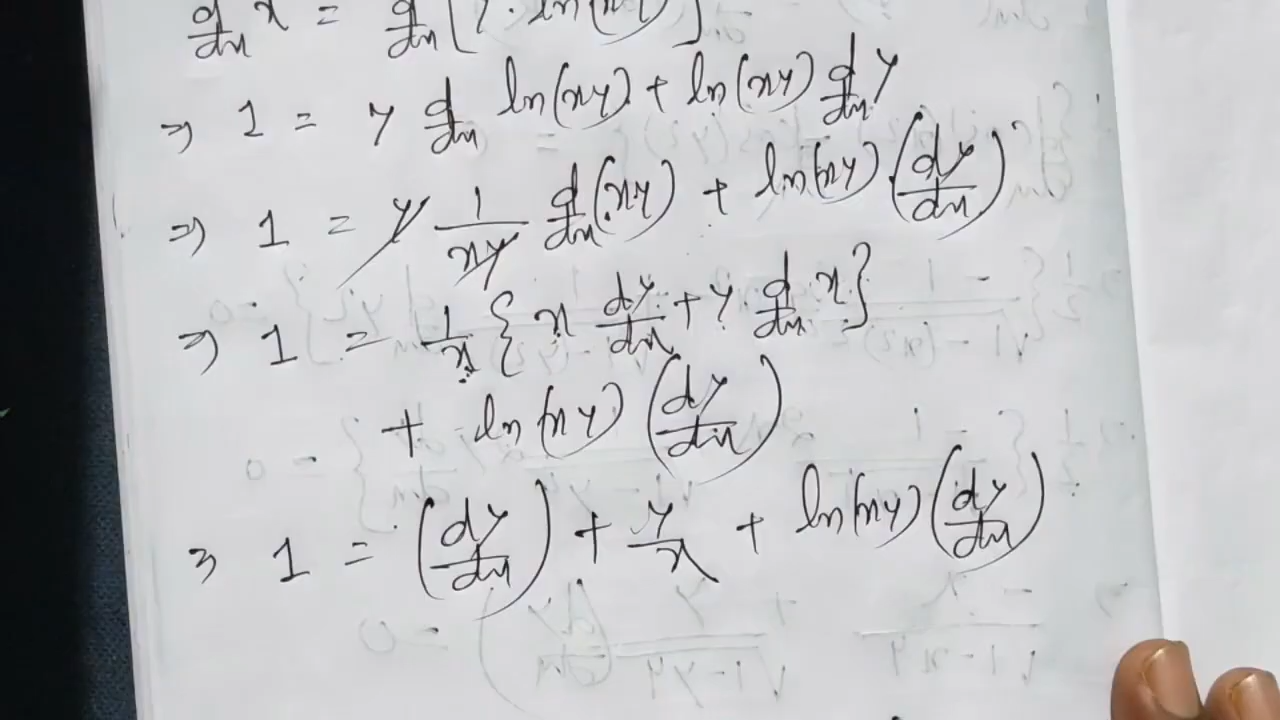 d/dx x = d/dx [y · ln(xy)]
⇒ 1 = y d/dx ln(xy) + ln(xy) d/dx y
⇒ 1 = y 1/xy d/dx (xy) + ln(xy) (dy/dx)
⇒ 1 = 1/x { x dy/dx + y d/dx x }
+ ln(xy) (dy/dx)
⇒ 1 = (dy/dx) + y/x + ln(xy) (dy/dx)